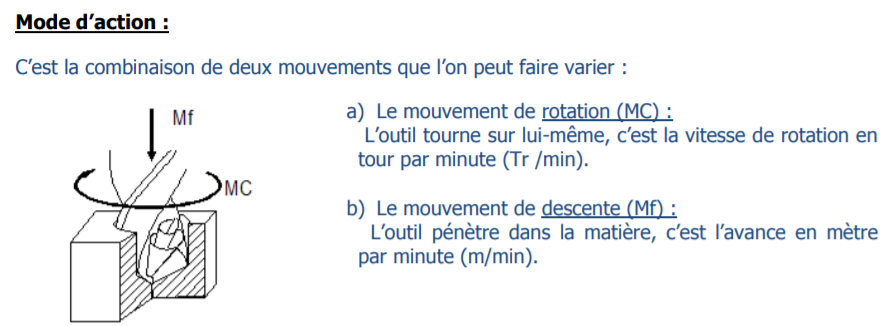 Mode d’action :
C’est la combinaison de deux mouvements que l’on peut faire varier :
Mf
MC
a) Le mouvement de rotation (MC) :
L’outil tourne sur lui-même, c’est la vitesse de rotation en
tour par minute (Tr /min).
b) Le mouvement de descente (Mf) :
L’outil pénètre dans la matière, c’est l’avance en mètre
par minute (m/min).